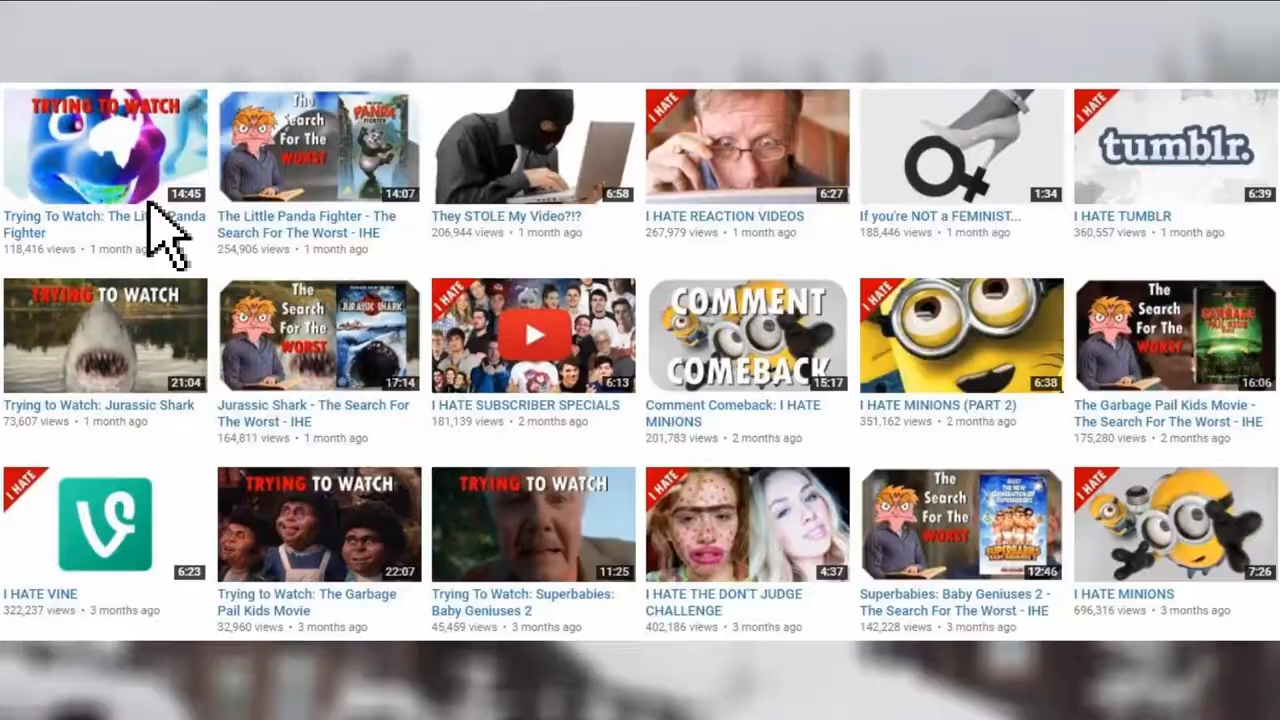 TRYING TO WATCH
14:45
Trying To Watch: The Li Panda
Fighter
118,416 views • 1 month ag
The
Search
For The
WORST
PANDA
FIGHTER
14:07
The Little Panda Fighter - The
Search For The Worst - IHE
254,906 views • 1 month ago
6:58
They STOLE My Video?!?
206,944 views • 1 month ago
I HATE
6:27
I HATE REACTION VIDEOS
267,979 views • 1 month ago
1:34
If you're NOT a FEMINIST...
188,446 views • 1 month ago
I HATE
tumblr.
6:39
I HATE TUMBLR
360,557 views • 1 month ago
TRYING TO WATCH
21:04
Trying to Watch: Jurassic Shark
73,607 views • 1 month ago
The
Search
For The
WORST
JURASSIC SHARK
17:14
Jurassic Shark - The Search For
The Worst - IHE
164,811 views • 1 month ago
I HATE
6:13
I HATE SUBSCRIBER SPECIALS
181,139 views • 2 months ago
COMMENT
COMEBACK
15:17
Comment Comeback: I HATE
MINIONS
201,783 views • 2 months ago
I HATE
6:38
I HATE MINIONS (PART 2)
351,162 views • 2 months ago
The
Search
For The
WORST
GARBAGE
PAIL KIDS
16:06
The Garbage Pail Kids Movie -
The Search For The Worst - IHE
175,280 views • 2 months ago
I HATE
6:23
I HATE VINE
322,237 views • 3 months ago
TRYING TO WATCH
22:07
Trying to Watch: The Garbage
Pail Kids Movie
32,960 views • 3 months ago
TRYING TO WATCH
11:25
Trying To Watch: Superbabies:
Baby Geniuses 2
45,459 views • 3 months ago
I HATE
4:37
I HATE THE DON'T JUDGE
CHALLENGE
402,186 views • 3 months ago
The
Search
For The
WORST
SUPERBABIES
12:46
Superbabies: Baby Geniuses 2 -
The Search For The Worst - IHE
142,228 views • 3 months ago
I HATE
7:26
I HATE MINIONS
696,316 views • 3 months ago